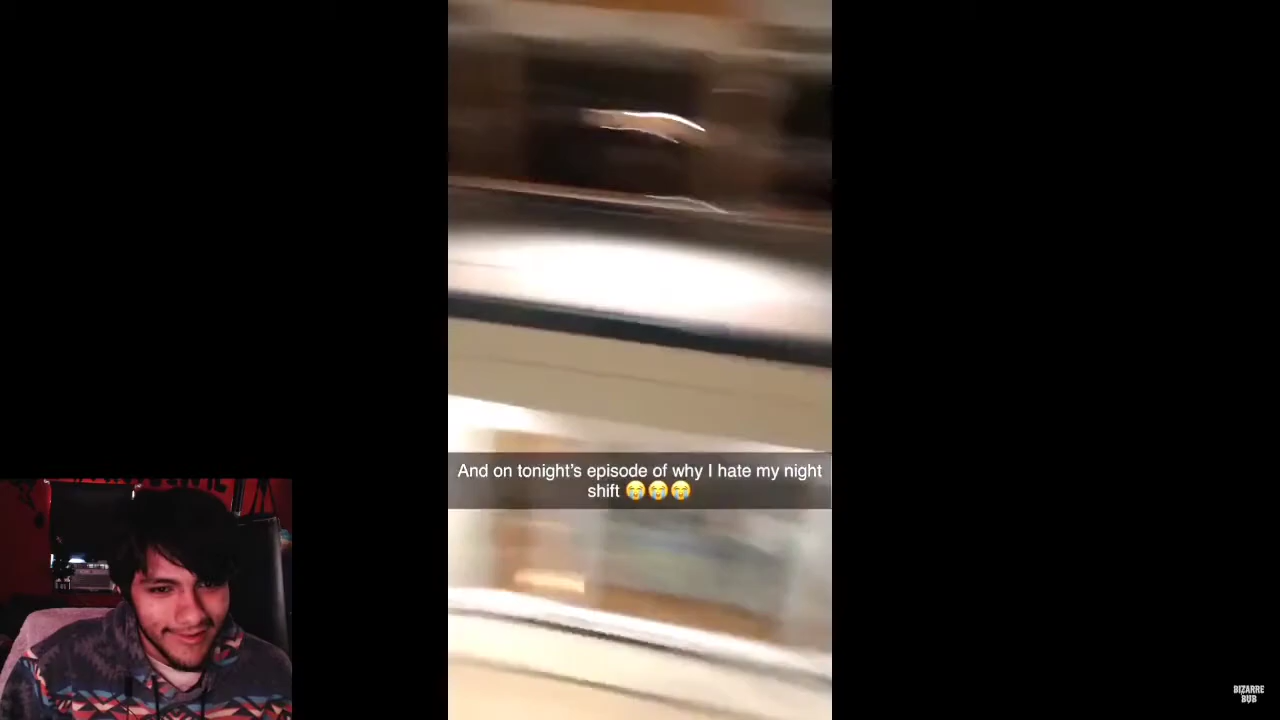 And on tonight's episode of why I hate my night
shift 😭😭😭
BIZARRE
BUB